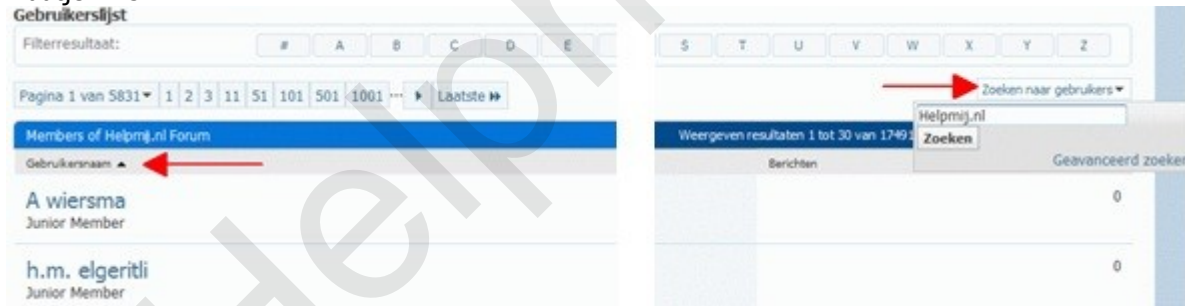 Gebruikerslijst
Filterresultaat: # A B C D E S T U V W X Y Z
Pagina 1 van 5831 1 2 3 11 51 101 501 1001 ... Laatste
Zoeken naar gebruikers
Helpmij.nl
Members of Helpmij.nl Forum
Weergeven resultaten 1 tot 30 van 17491
Zoeken
Gebruikersnaam
Berichten
Geavanceerd zoeken
A wiersma
0
Junior Member
h.m. elgeritli
0
Junior Member
Helpm